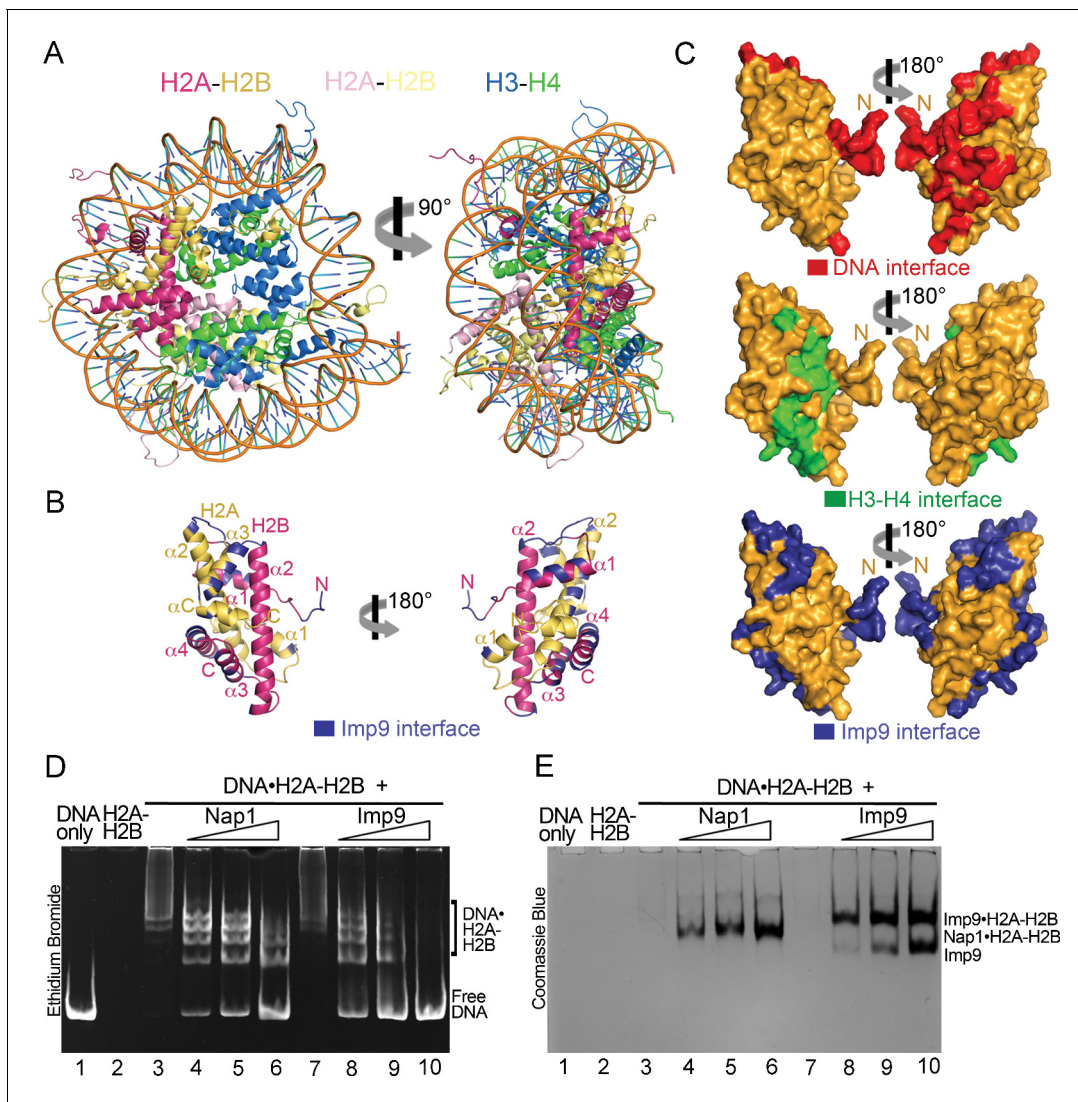 A
H2A-H2B
H2A-H2B
H3-H4
90°
B
H2A
α3
H2B
α2
α2
α1
N
αC
C
α1
α4
C
α3
180°
α2
α2
α1
N
N
α1
α4
α3
C
Imp9 interface
C
180°
N
N
DNA interface
180°
N
N
H3-H4 interface
180°
N
N
Imp9 interface
D
DNA•H2A-H2B +
DNA only
H2A-H2B
Nap1
Imp9
Ethidium Bromide
DNA•
H2A-
H2B
Free
DNA
1 2 3 4 5 6 7 8 9 10
E
DNA•H2A-H2B +
DNA only
H2A-H2B
Nap1
Imp9
Coomassie Blue
Imp9•H2A-H2B
Nap1•H2A-H2B
Imp9
1 2 3 4 5 6 7 8 9 10